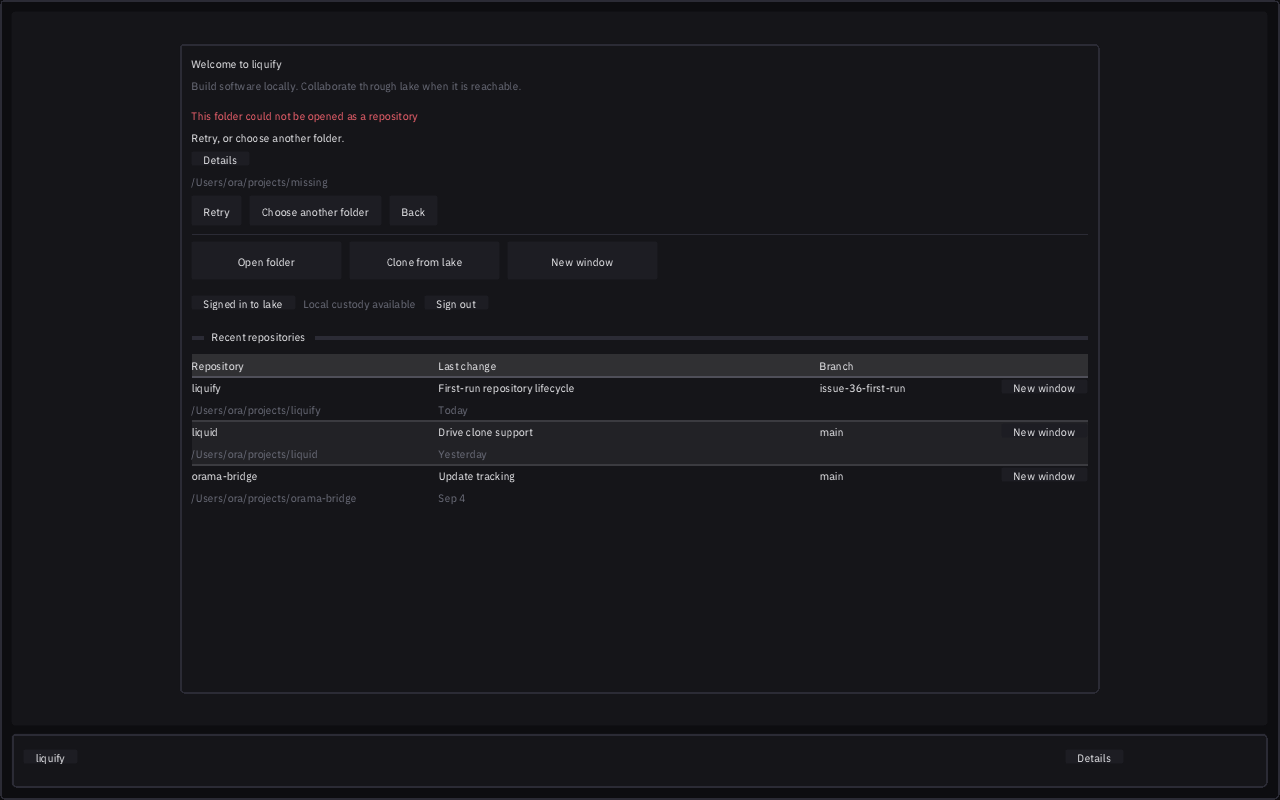 Welcome to liquify
Build software locally. Collaborate through lake when it is reachable.
This folder could not be opened as a repository
Retry, or choose another folder.
Details
/Users/ora/projects/missing
Retry Choose another folder Back
Open folder Clone from lake New window
Signed in to lake Local custody available Sign out
Recent repositories
Repository Last change Branch
liquify First-run repository lifecycle issue-36-first-run New window
/Users/ora/projects/liquify Today
liquid Drive clone support main New window
/Users/ora/projects/liquid Yesterday
orama-bridge Update tracking main New window
/Users/ora/projects/orama-bridge Sep 4
liquify Details